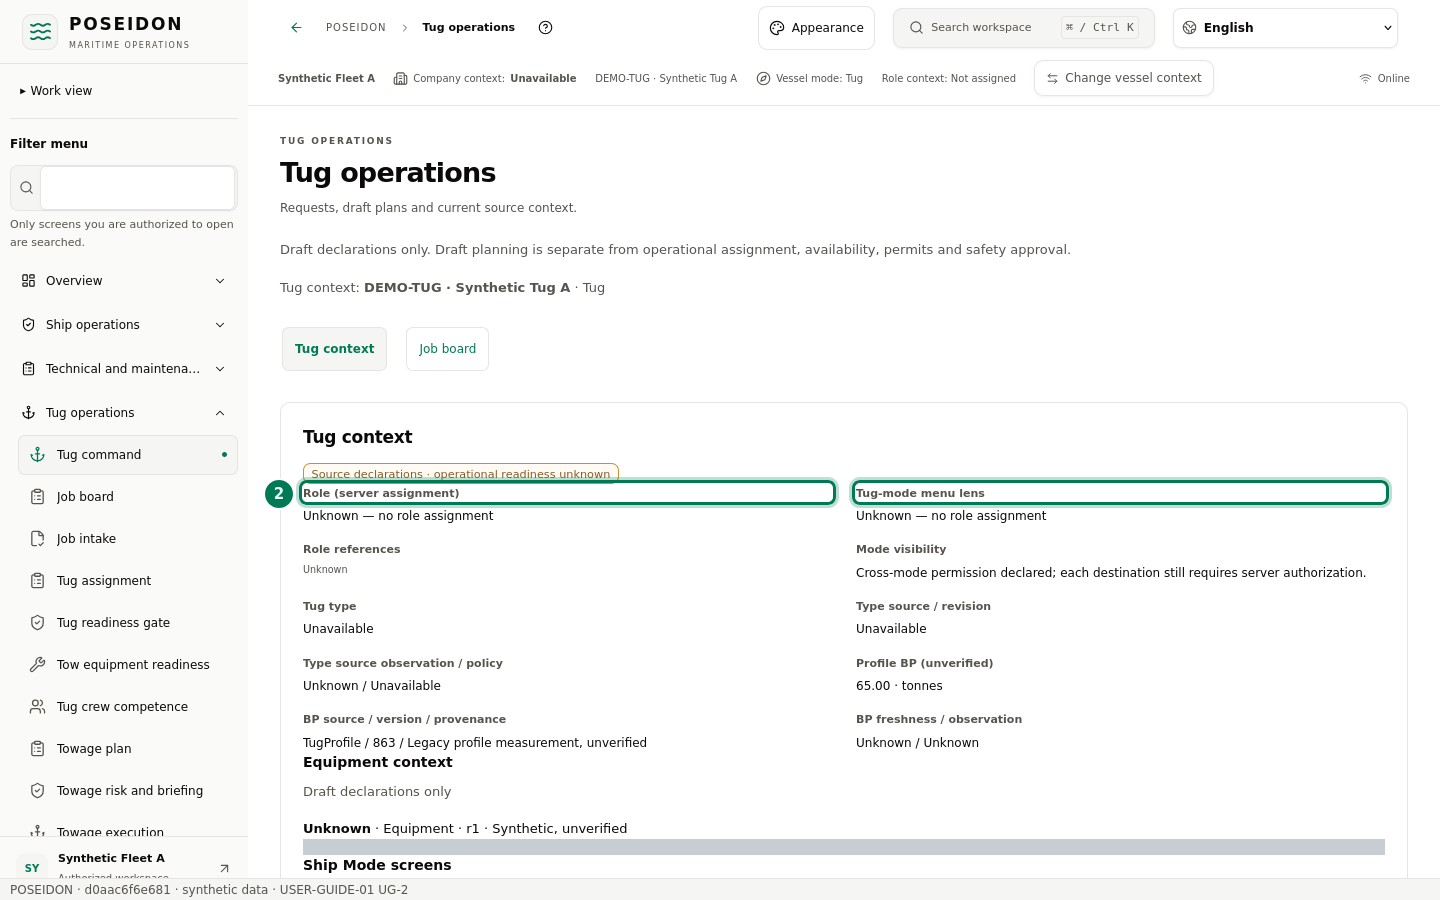 POSEIDON
MARITIME OPERATIONS
Work view
Filter menu
Only screens you are authorized to open
are searched.
Overview
Ship operations
Technical and maintena...
Tug operations
Tug command
Job board
Job intake
Tug assignment
Tug readiness gate
Tow equipment readiness
Tug crew competence
Towage plan
Towage risk and briefing
Towage execution
SY
Synthetic Fleet A
Authorized workspace
POSEIDON
Tug operations
Appearance
Search workspace
⌘ / Ctrl K
English
Synthetic Fleet A
Company context: Unavailable
DEMO-TUG · Synthetic Tug A
Vessel mode: Tug
Role context: Not assigned
Change vessel context
Online
TUG OPERATIONS
Tug operations
Requests, draft plans and current source context.
Draft declarations only. Draft planning is separate from operational assignment, availability, permits and safety approval.
Tug context: DEMO-TUG · Synthetic Tug A · Tug
Tug context
Job board
Tug context
Source declarations · operational readiness unknown
2
Role (server assignment)
Unknown — no role assignment
Tug-mode menu lens
Unknown — no role assignment
Role references
Unknown
Mode visibility
Cross-mode permission declared; each destination still requires server authorization.
Tug type
Unavailable
Type source / revision
Unavailable
Type source observation / policy
Unknown / Unavailable
Profile BP (unverified)
65.00 · tonnes
BP source / version / provenance
TugProfile / 863 / Legacy profile measurement, unverified
BP freshness / observation
Unknown / Unknown
Equipment context
Draft declarations only
Unknown · Equipment · r1 · Synthetic, unverified
Ship Mode screens
POSEIDON · d0aac6f6e681 · synthetic data · USER-GUIDE-01 UG-2